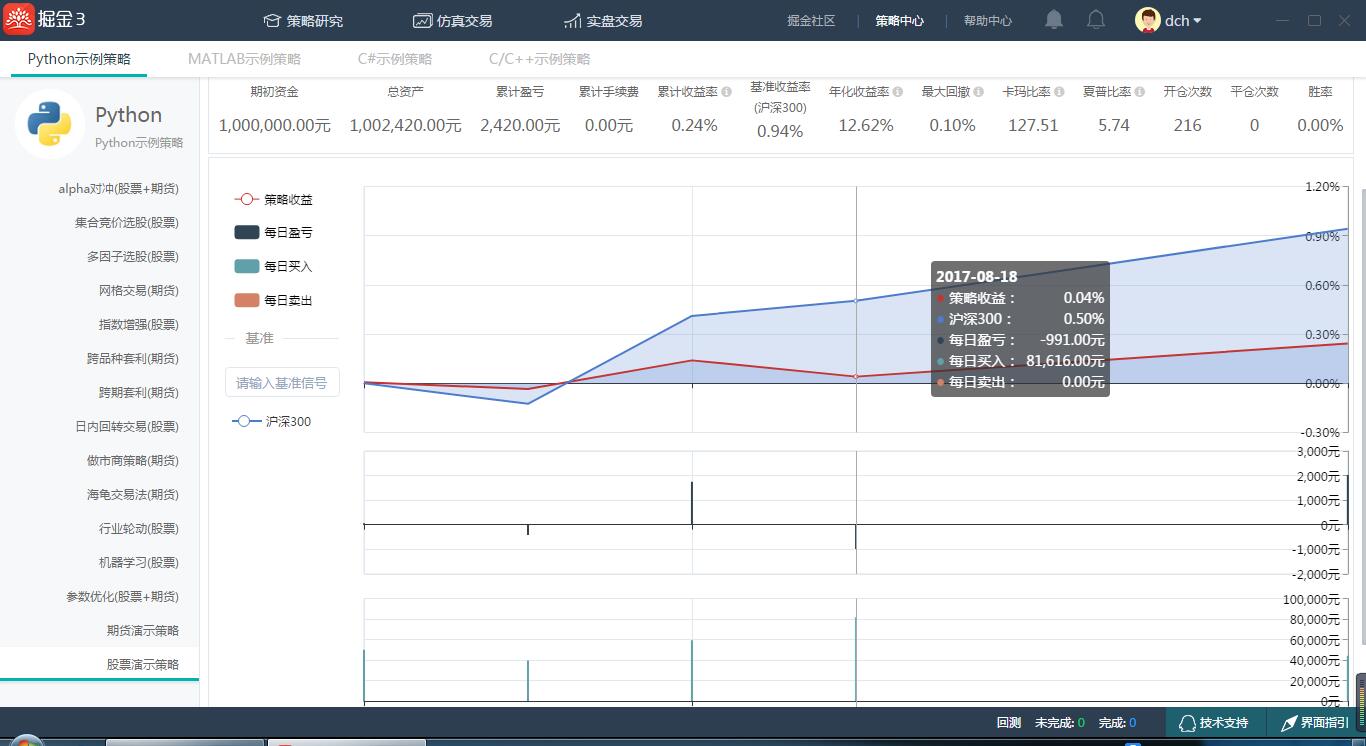 掘金3
策略研究
仿真交易
实盘交易
掘金社区
策略中心
帮助中心
dch
Python示例策略
MATLAB示例策略
C#示例策略
C/C++示例策略
Python
Python示例策略
alpha对冲(股票+期货)
集合竞价选股(股票)
多因子选股(股票)
网格交易(期货)
指数增强(股票)
跨品种套利(期货)
跨期套利(期货)
日内回转交易(股票)
做市商策略(期货)
海龟交易法(期货)
行业轮动(股票)
机器学习(股票)
参数优化(股票+期货)
期货演示策略
股票演示策略
期初资金
1,000,000.00元
总资产
1,002,420.00元
累计盈亏
2,420.00元
累计手续费
0.00元
累计收益率
0.24%
基准收益率
(沪深300)
0.94%
年化收益率
12.62%
最大回撤
0.10%
卡玛比率
127.51
夏普比率
5.74
开仓次数
216
平仓次数
0
胜率
0.00%
策略收益
每日盈亏
每日买入
每日卖出
基准
请输入基准信号
沪深300
1.20%
0.90%
0.60%
0.30%
0.00%
-0.30%
2017-08-18
策略收益： 0.04%
沪深300： 0.50%
每日盈亏： -991.00元
每日买入： 81,616.00元
每日卖出： 0.00元
3,000元
2,000元
1,000元
0元
-1,000元
-2,000元
100,000元
80,000元
60,000元
40,000元
20,000元
0元
回测 未完成: 0 完成: 0
技术支持
界面指引